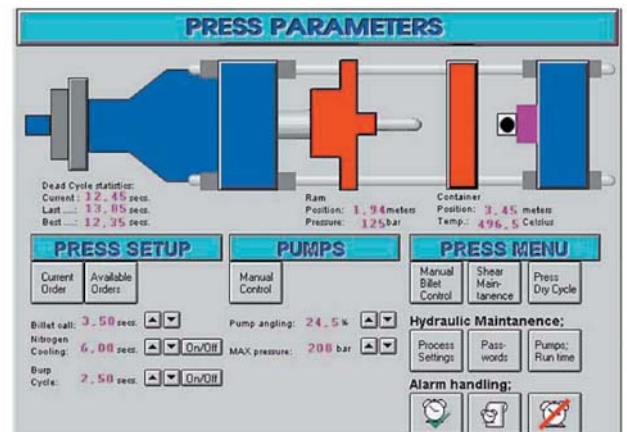 PRESS PARAMETERS
Dead Cycle statistics:
Current : 12,45 secs.
Last ....: 13,05 secs.
Best ....: 12,35 secs.
Ram
Position: 1,94 meters
Pressure: 125 bar
Container
Position: 3,45 meters
Temp.: 496,5 Celsius
PRESS SETUP
Current Order
Available Orders
Billet call: 3,50 secs.
Nitrogen
Cooling: 6,00 secs. On/Off
Burp
Cycle: 2,50 secs. On/Off
PUMPS
Manual Control
Pump angling: 24,5 %
MAX pressure: 208 bar
PRESS MENU
Manual Billet Control
Shear Main-tanence
Press Dry Cycle
Hydraulic Maintanence;
Process Settings
Pass-words
Pumps; Run time
Alarm handling;